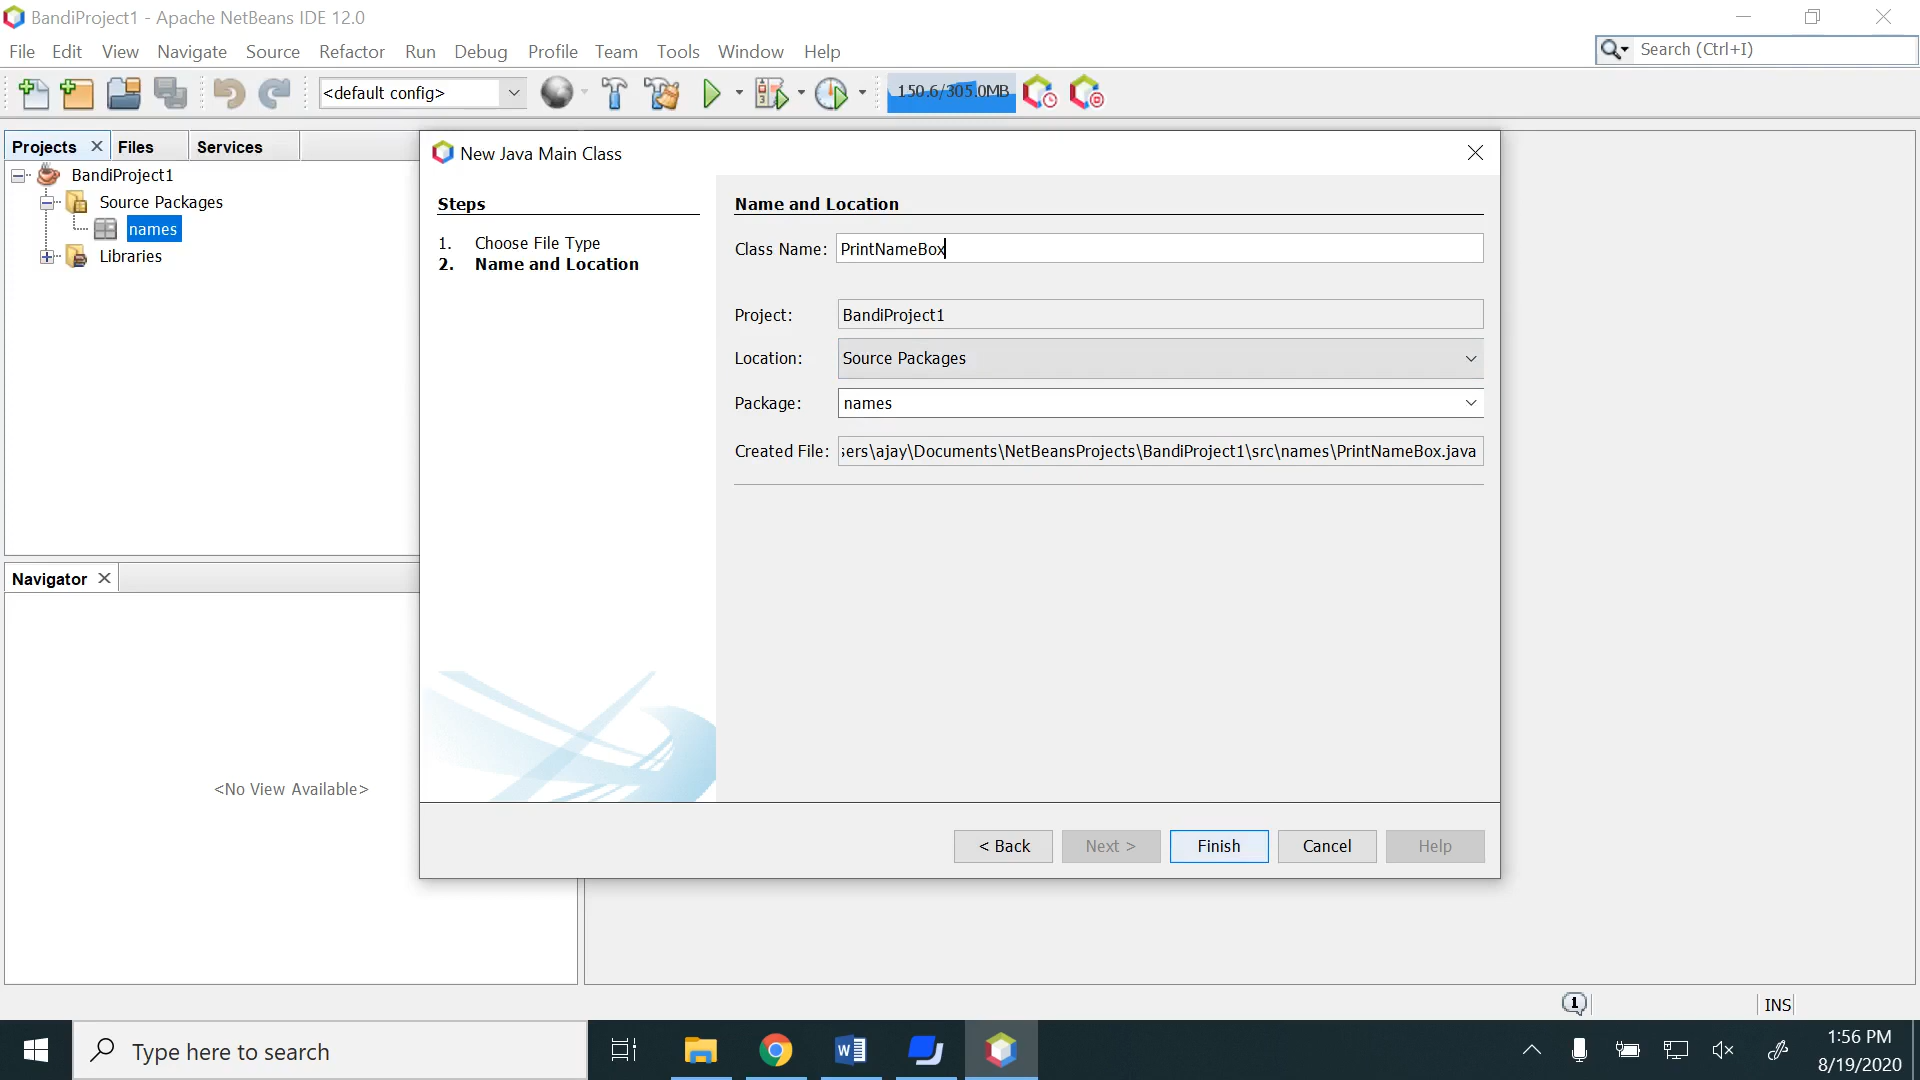 BandiProject1 - Apache NetBeans IDE 12.0
File Edit View Navigate Source Refactor Run Debug Profile Team Tools Window Help
Search (Ctrl+I)
<default config>
150.6/305.0MB
Projects Files Services
BandiProject1
Source Packages
names
Libraries
Navigator
<No View Available>
New Java Main Class
Steps
1. Choose File Type
2. Name and Location
Name and Location
Class Name: PrintNameBox
Project: BandiProject1
Location: Source Packages
Package: names
Created File: sers\ajay\Documents\NetBeansProjects\BandiProject1\src\names\PrintNameBox.java
< Back Next > Finish Cancel Help
1 INS
Type here to search
1:56 PM
8/19/2020